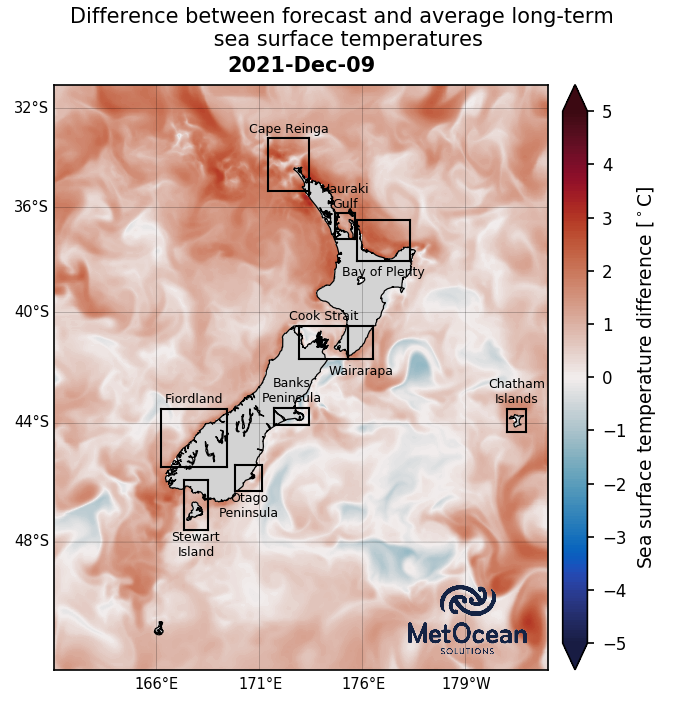 Difference between forecast and average long-term
sea surface temperatures
2021-Dec-09
32°S
36°S
40°S
44°S
48°S
Cape Reinga
Hauraki
Gulf
Bay of Plenty
Cook Strait
Wairarapa
Banks
Peninsula
Fiordland
Chatham
Islands
Otago
Peninsula
Stewart
Island
MetOcean
SOLUTIONS
166°E
171°E
176°E
179°W
5
4
3
2
1
0
−1
−2
−3
−4
−5
Sea surface temperature difference [°C]